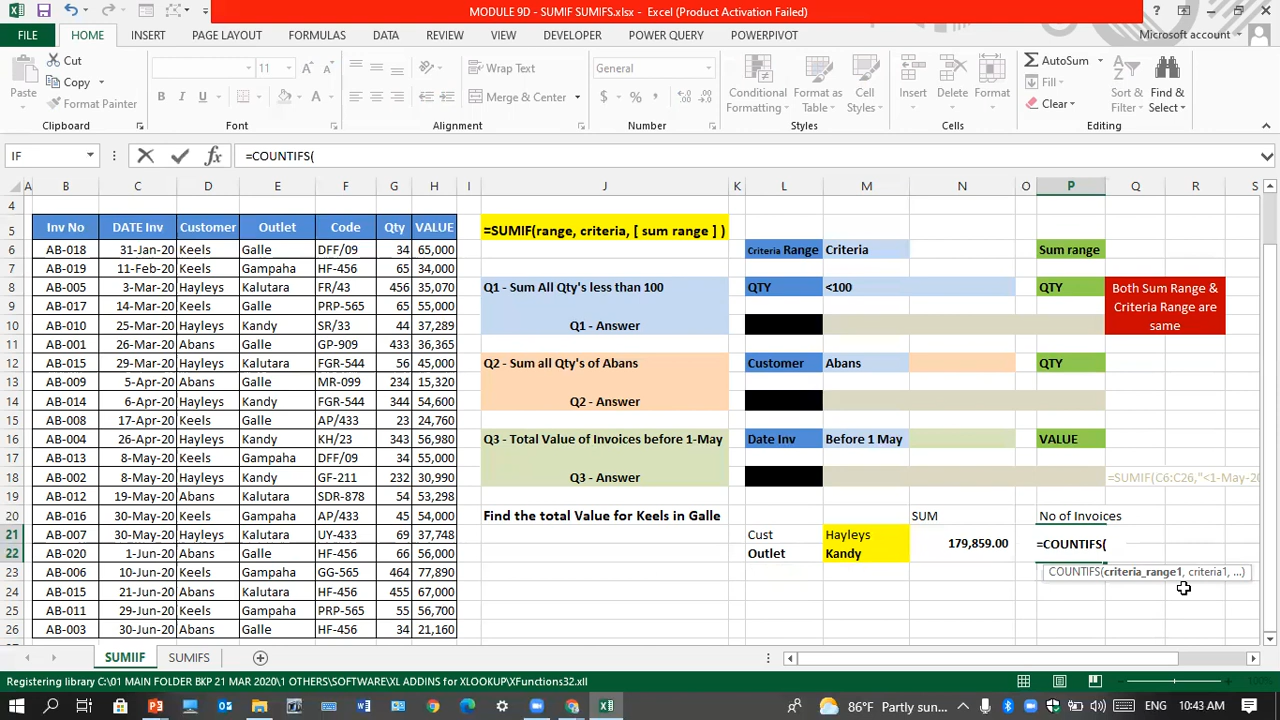 MODULE 9D - SUMIF SUMIFS.xlsx - Excel (Product Activation Failed)
FILE HOME INSERT PAGE LAYOUT FORMULAS DATA REVIEW VIEW DEVELOPER POWER QUERY POWERPIVOT Microsoft account
Cut
Copy
Format Painter
Paste
11
Wrap Text
Merge & Center
General
Conditional Formatting
Format as Table
Cell Styles
Insert
Delete
Format
AutoSum
Fill
Clear
Sort & Filter
Find & Select
Clipboard Font Alignment Number Styles Cells Editing
IF =COUNTIFS(
A B C D E F G H I J K L M N O P Q R S
4
5 Inv No DATE Inv Customer Outlet Code Qty VALUE =SUMIF(range, criteria, [ sum range ] )
6 AB-018 31-Jan-20 Keels Galle DFF/09 34 65,000 Criteria Range Criteria Sum range
7 AB-019 11-Feb-20 Keels Gampaha HF-456 65 34,000
8 AB-005 3-Mar-20 Hayleys Kalutara FR/43 456 35,070 Q1 - Sum All Qty's less than 100 QTY <100 QTY Both Sum Range &
9 AB-017 14-Mar-20 Keels Galle PRP-565 65 55,000 Criteria Range are
10 AB-010 25-Mar-20 Hayleys Kandy SR/33 44 37,289 Q1 - Answer same
11 AB-001 26-Mar-20 Abans Galle GP-909 433 36,365
12 AB-015 29-Mar-20 Hayleys Kalutara FGR-544 56 45,000 Q2 - Sum all Qty's of Abans Customer Abans QTY
13 AB-009 5-Apr-20 Abans Galle MR-099 234 15,320
14 AB-014 6-Apr-20 Hayleys Kandy FGR-544 344 54,600 Q2 - Answer
15 AB-008 17-Apr-20 Keels Galle AP/433 23 24,760
16 AB-004 26-Apr-20 Hayleys Kandy KH/23 343 56,980 Q3 - Total Value of Invoices before 1-May Date Inv Before 1 May VALUE
17 AB-013 8-May-20 Keels Gampaha DFF/09 34 55,000
18 AB-002 8-May-20 Hayleys Kandy GF-211 232 30,990 Q3 - Answer =SUMIF(C6:C26,"<1-May-20
19 AB-012 19-May-20 Abans Kalutara SDR-878 54 53,298
20 AB-016 30-May-20 Gampaha Gampaha AP/433 45 54,000 Find the total Value for Keels in Galle SUM No of Invoices
21 AB-007 30-May-20 Hayleys Kalutara UY-433 69 37,748 Cust Hayleys 179,859.00 =COUNTIFS(
22 AB-020 1-Jun-20 Abans Galle HF-456 66 56,000 Outlet Kandy
23 AB-006 10-Jun-20 Keels Galle GG-565 464 77,890 COUNTIFS(criteria_range1, criteria1, ...)
24 AB-015 21-Jun-20 Abans Kalutara HF-456 455 67,000
25 AB-011 29-Jun-20 Keels Gampaha PRP-565 55 56,700
26 AB-003 30-Jun-20 Abans Galle HF-456 34 21,160
SUMIIF SUMIFS
Registering library C:\01 MAIN FOLDER BKP 21 MAR 2020\1 OTHERS\SOFTWARE\XL ADDINS for XLOOKUP\XFunctions32.xll 100%
86°F Partly sun... ENG 10:43 AM